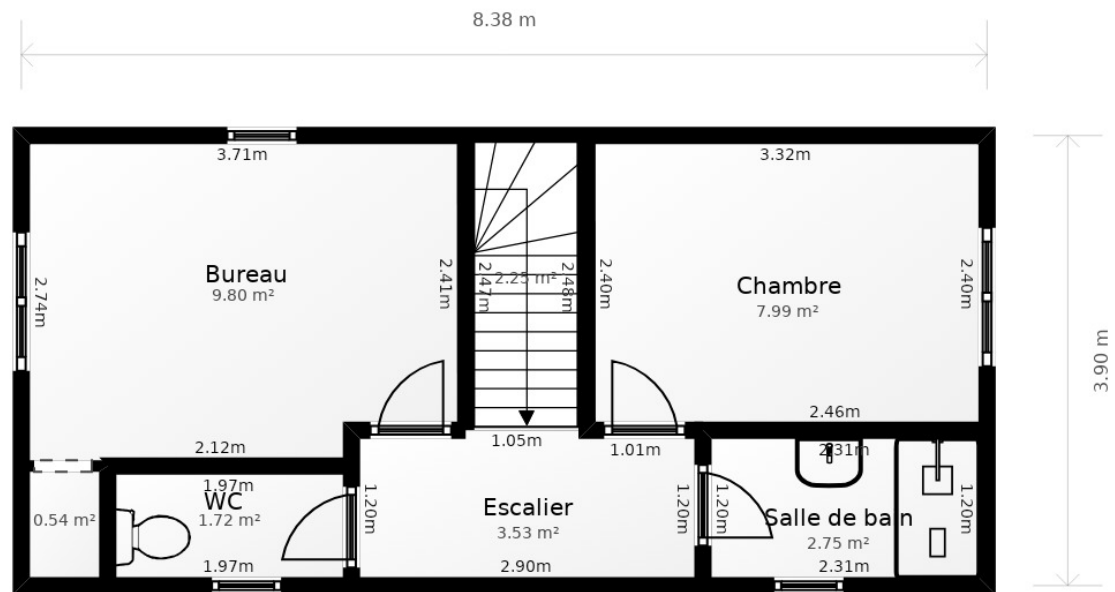 8.38 m
3.71m
3.32m
Bureau
9.80 m²
2.74m
2.41m
2.47m
2.25 m²
2.48m
2.40m
Chambre
7.99 m²
2.40m
3.90 m
2.12m
1.05m
1.01m
2.46m
2.31m
0.54 m²
1.97m
WC
1.72 m²
1.97m
1.20m
Escalier
3.53 m²
2.90m
1.20m
1.20m
Salle de bain
2.75 m²
2.31m
1.20m